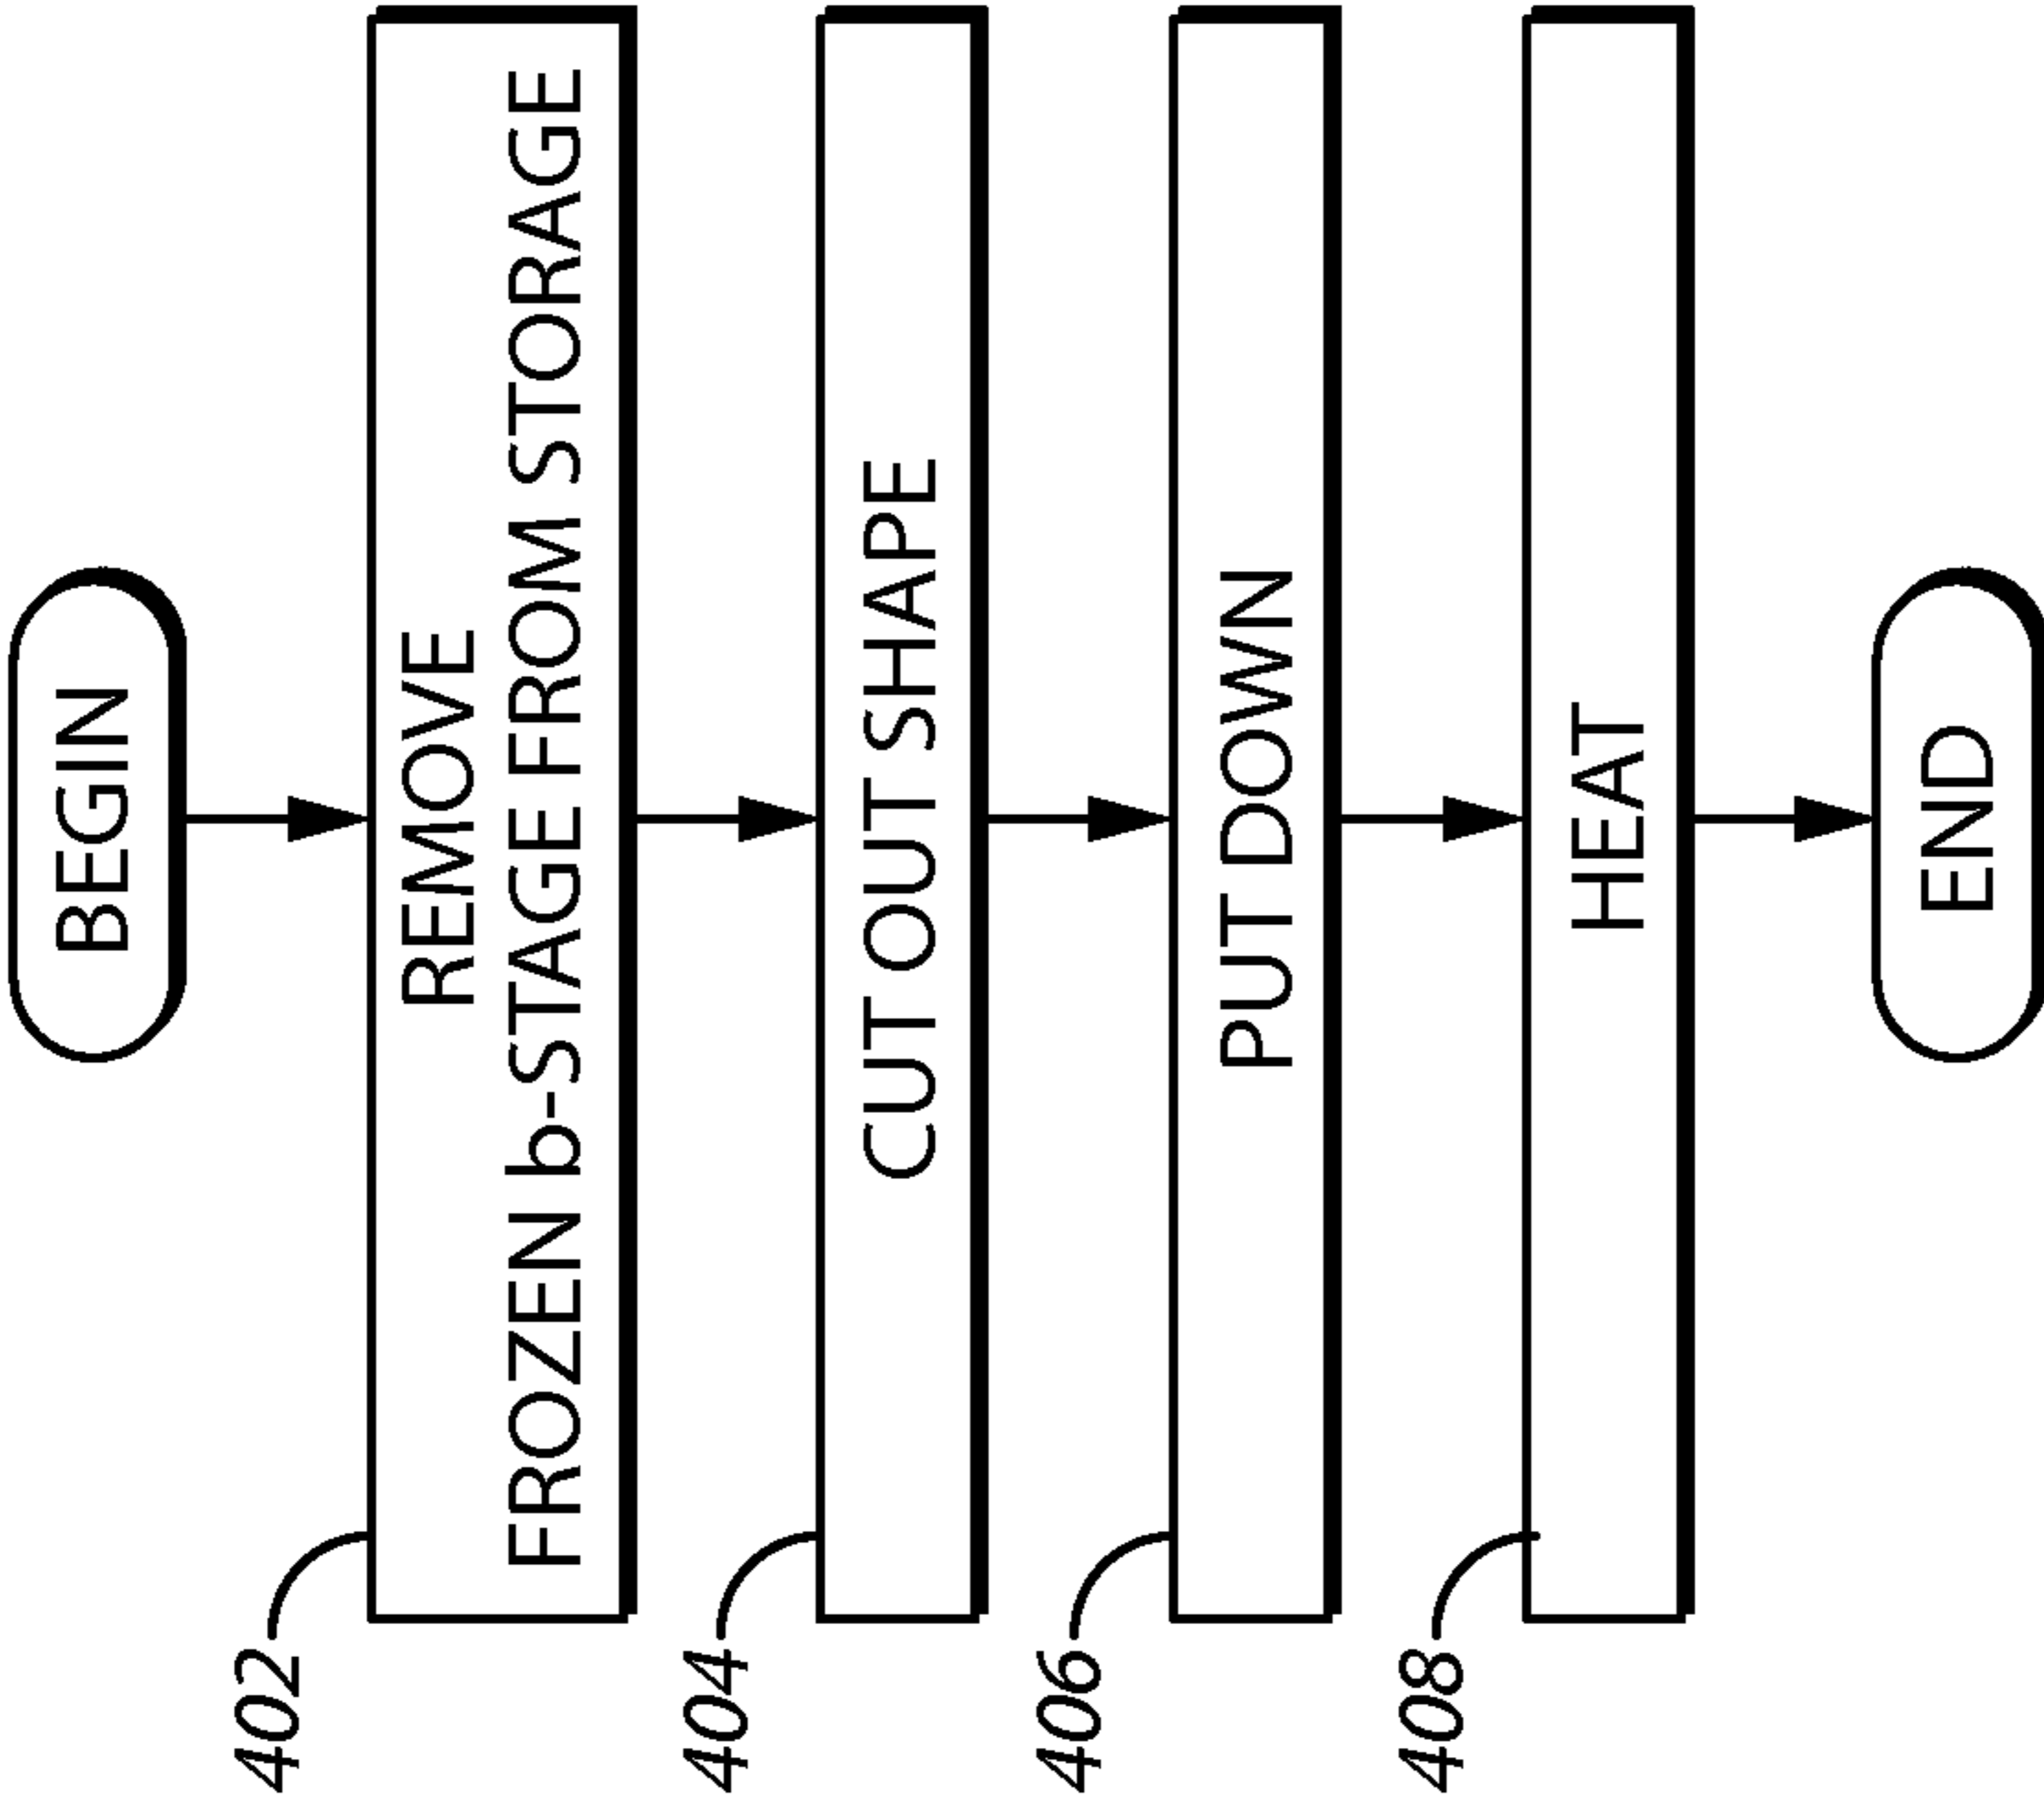 BEGIN
402
REMOVE
FROZEN b-STAGE FROM STORAGE
404
CUT OUT SHAPE
406
PUT DOWN
408
HEAT
END